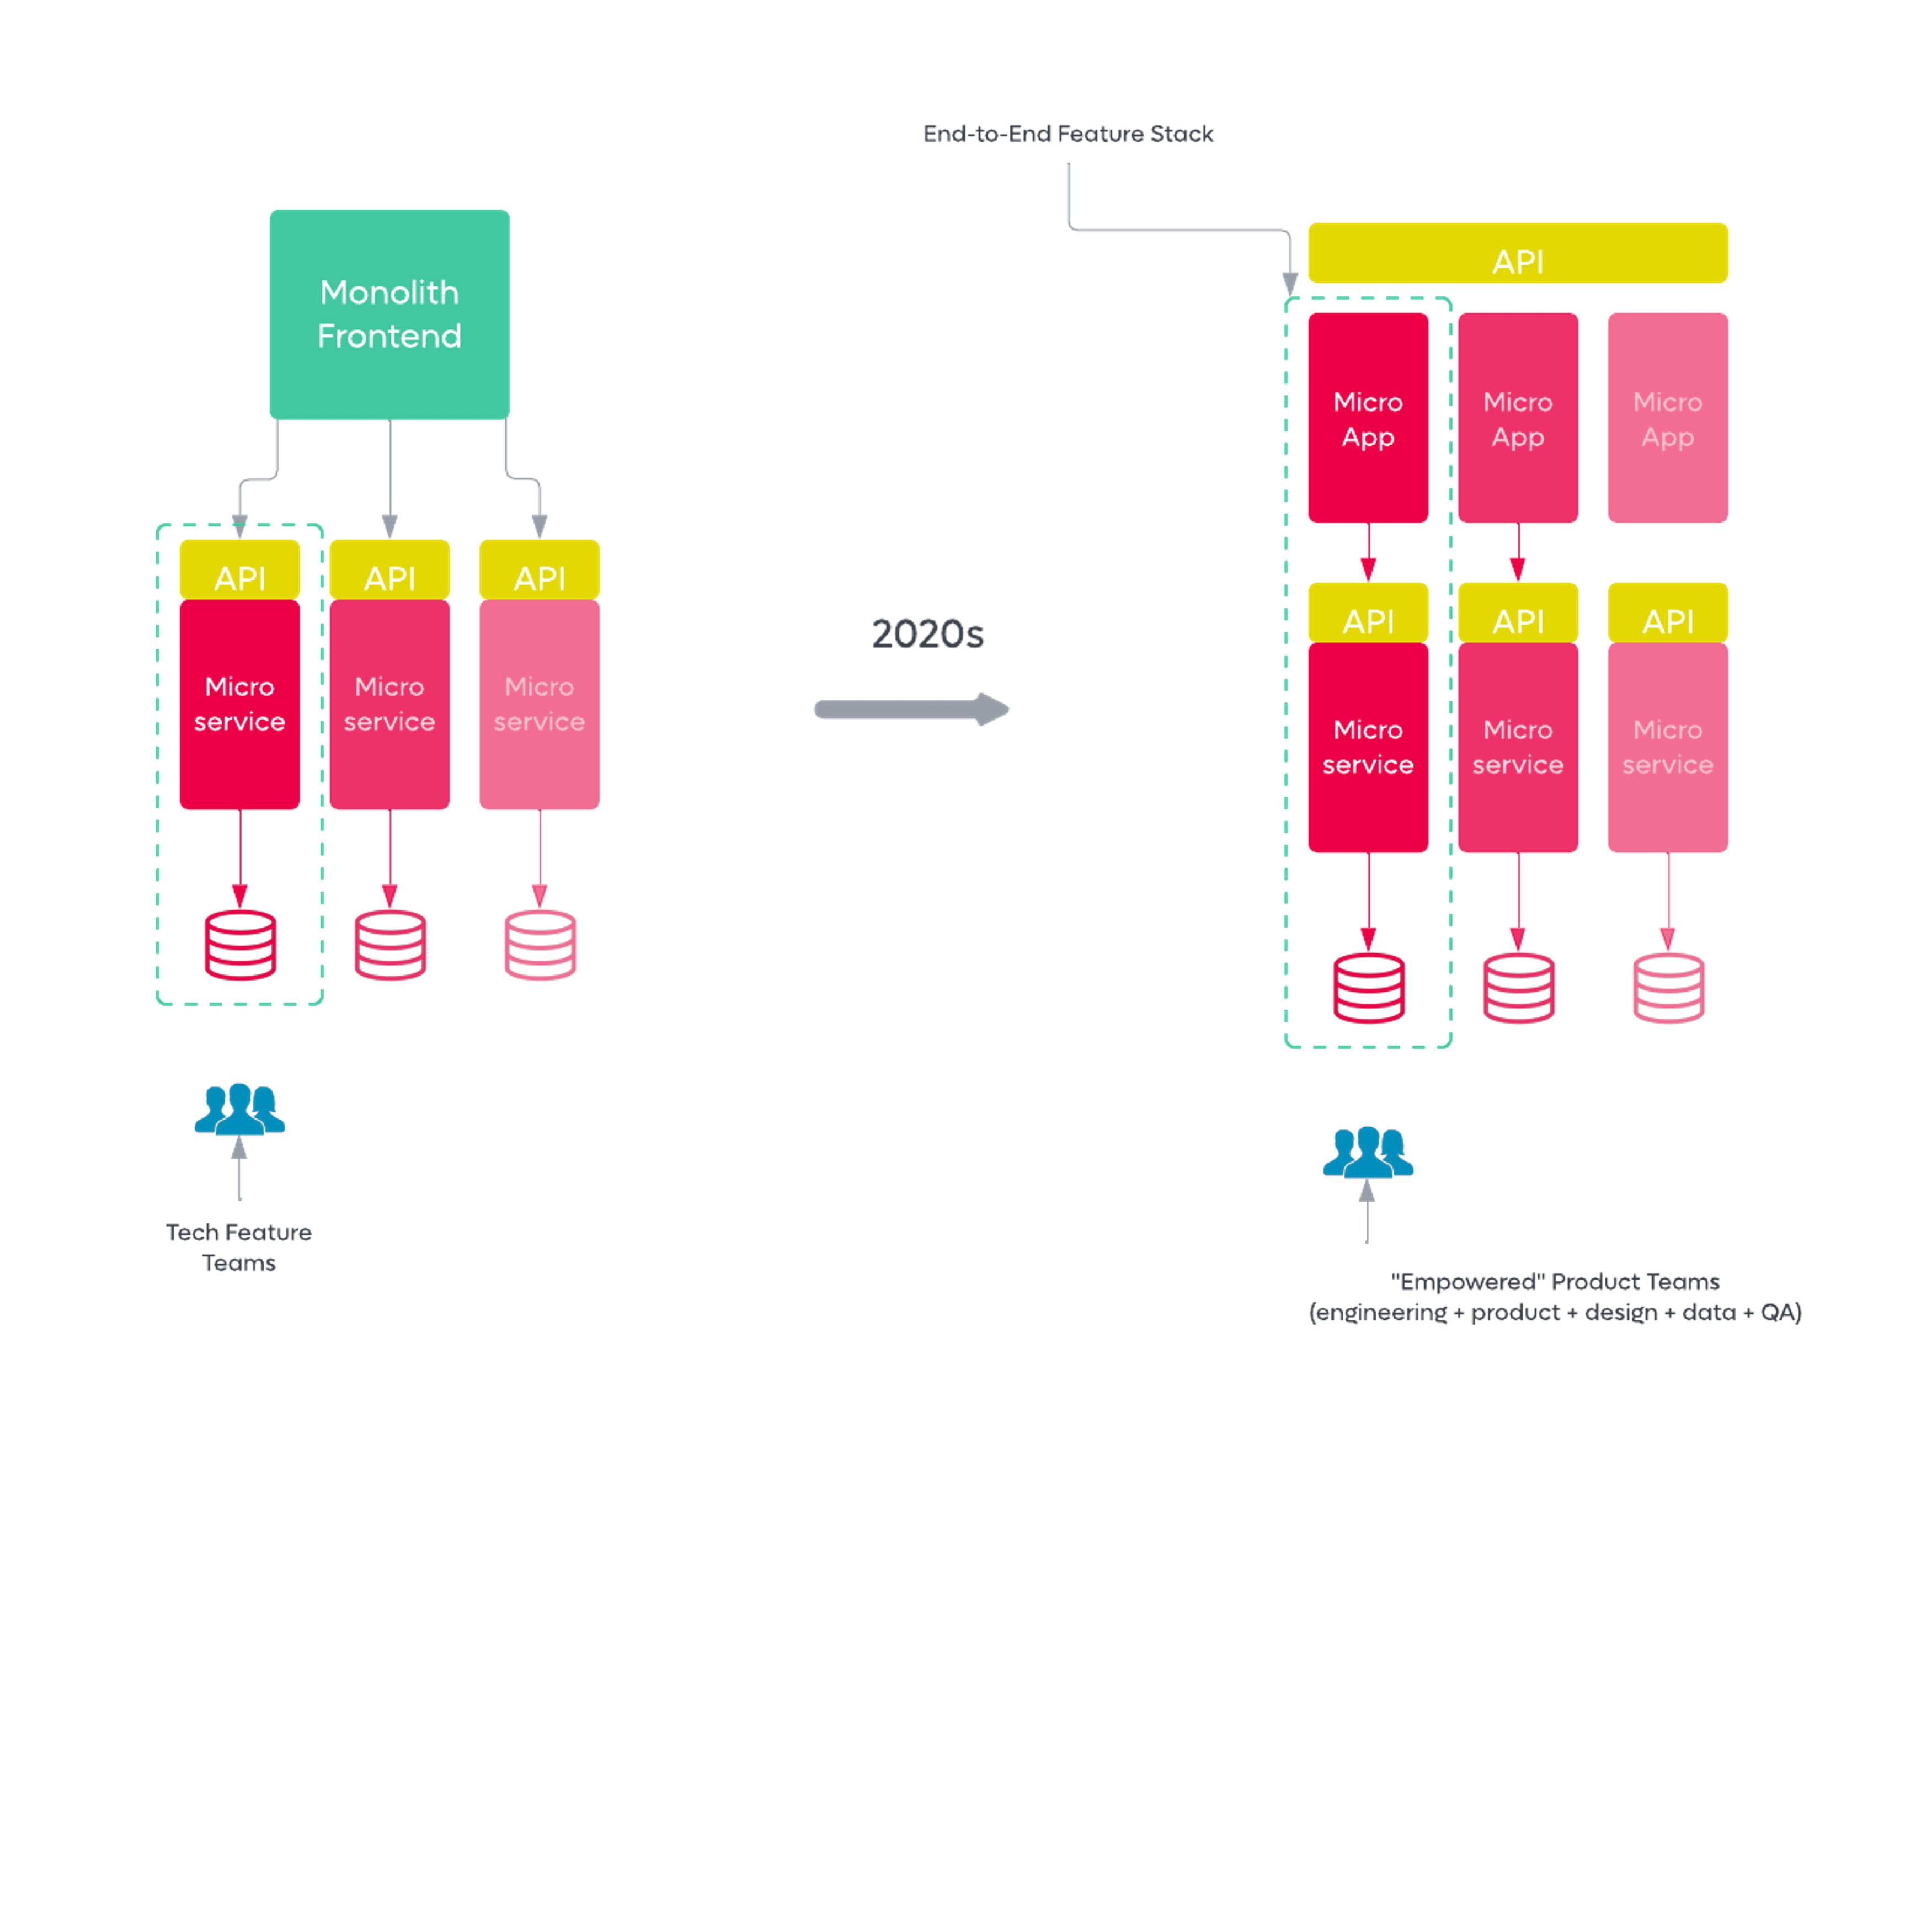 End-to-End Feature Stack
Monolith
Frontend
API
API
API
Micro
service
Micro
service
Micro
service
Tech Feature
Teams
2020s
API
Micro
App
Micro
App
Micro
App
API
API
API
Micro
service
Micro
service
Micro
service
"Empowered" Product Teams
(engineering + product + design + data + QA)